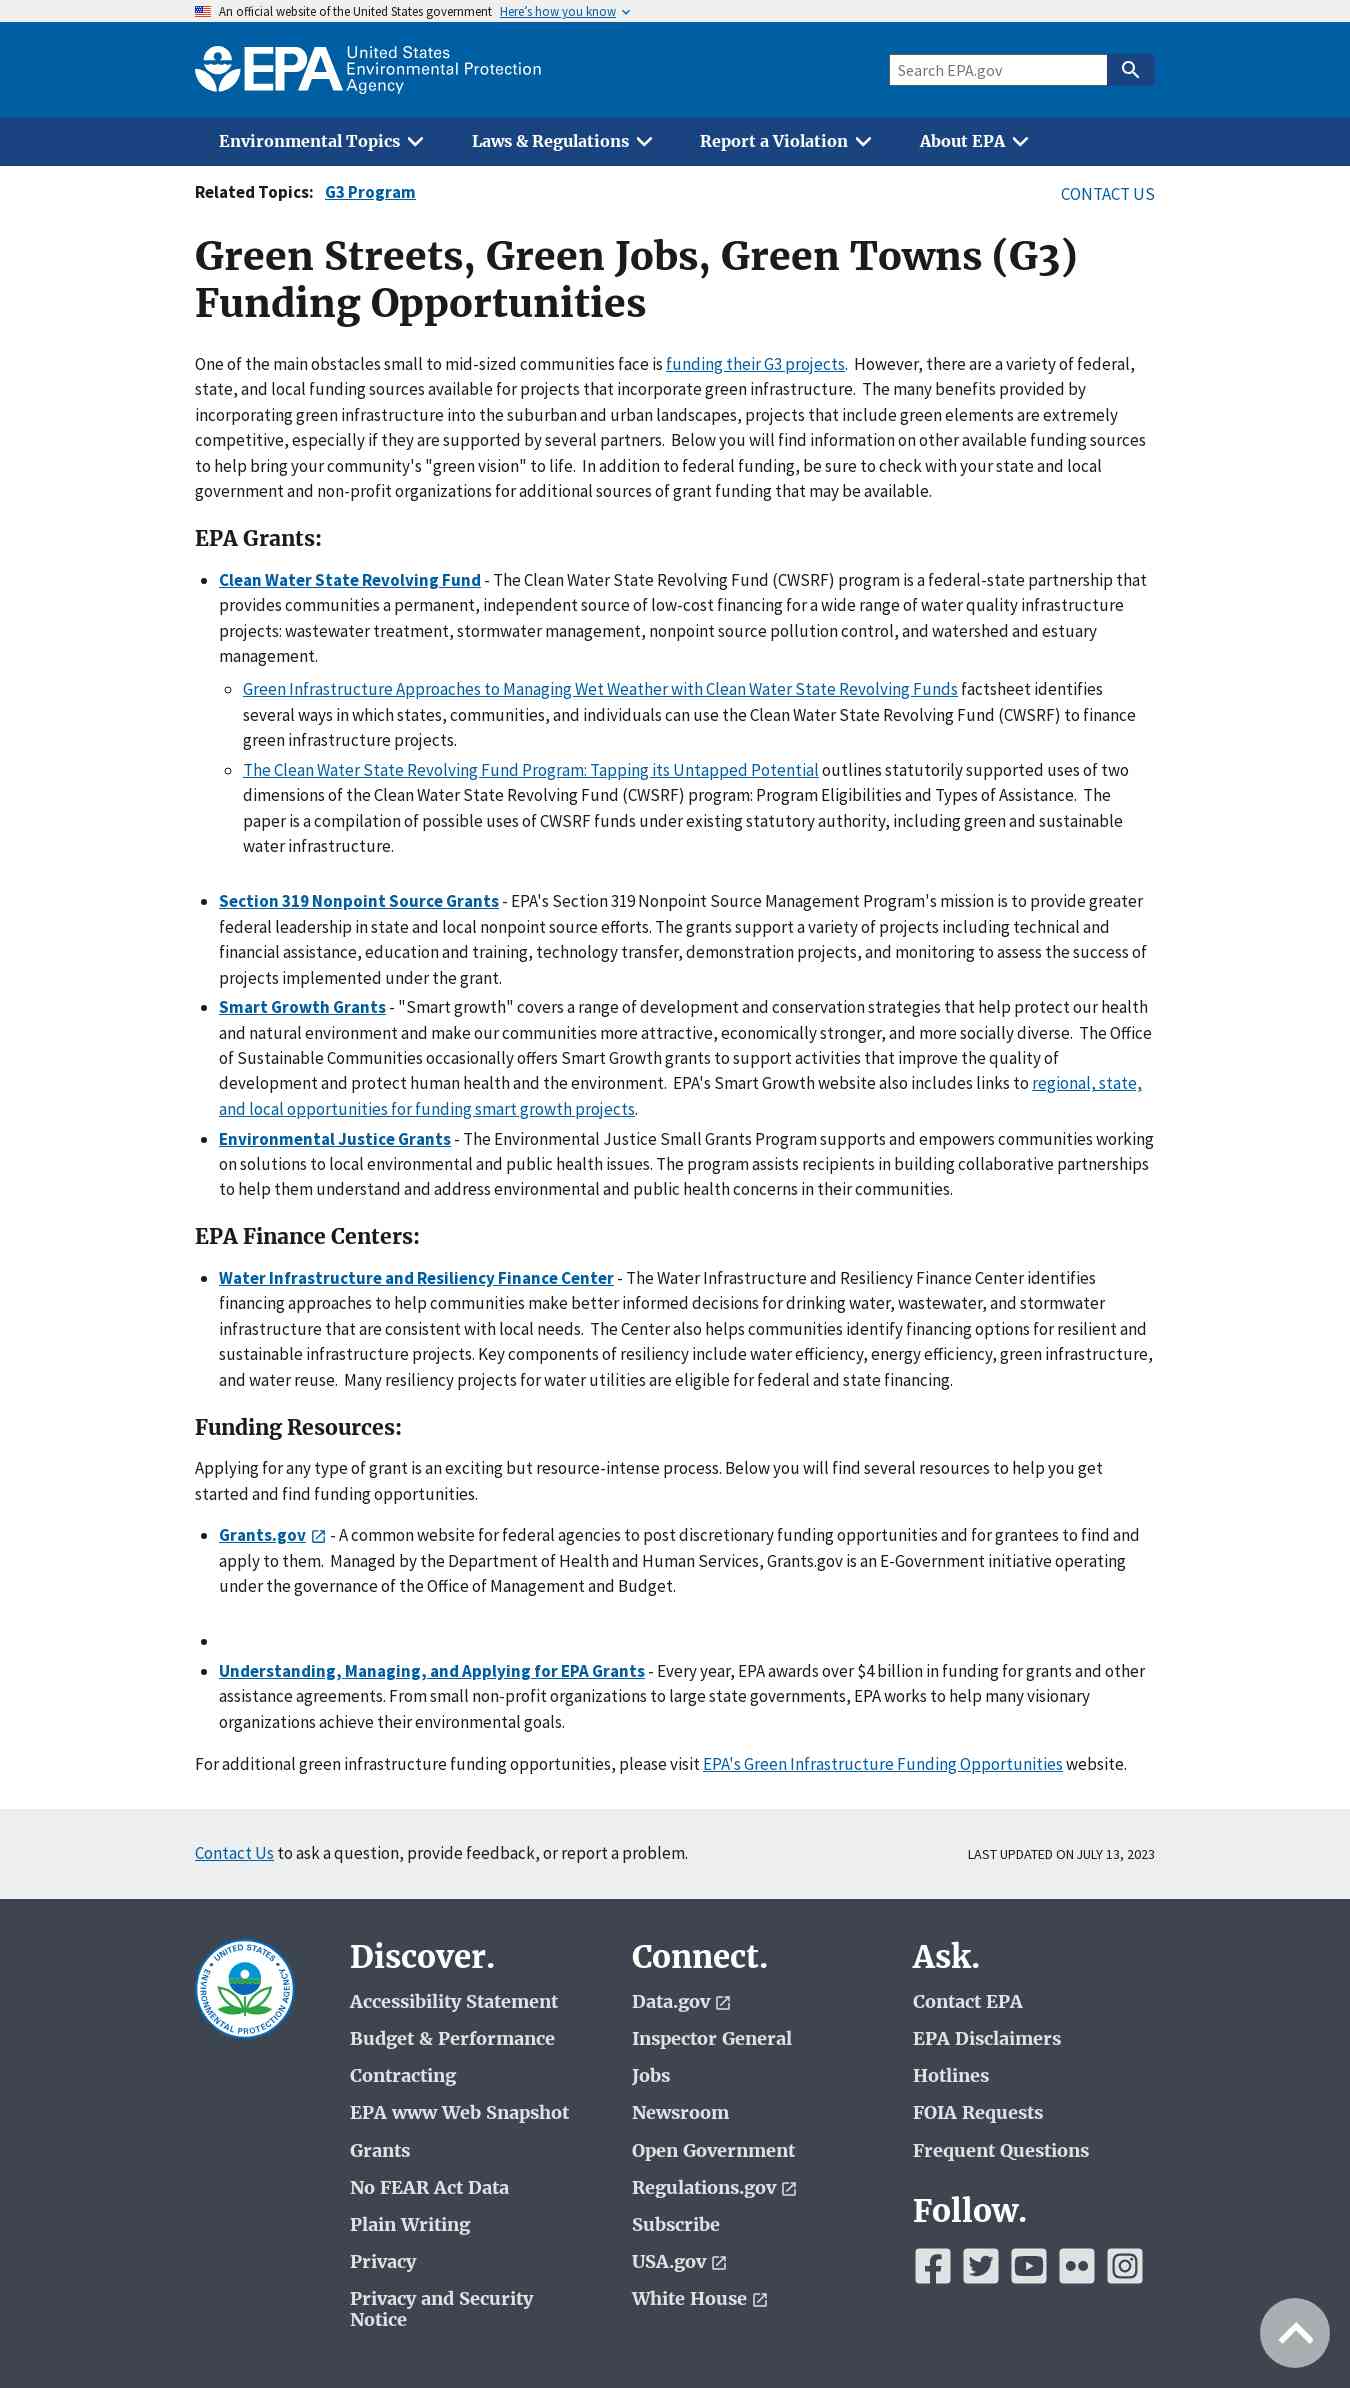 An official website of the United States government Here's how you know
EPA United States
Environmental Protection
Agency
Search EPA.gov
Environmental Topics Laws & Regulations Report a Violation About EPA
Related Topics: G3 Program
CONTACT US
Green Streets, Green Jobs, Green Towns (G3)
Funding Opportunities
One of the main obstacles small to mid-sized communities face is funding their G3 projects. However, there are a variety of federal,
state, and local funding sources available for projects that incorporate green infrastructure. The many benefits provided by
incorporating green infrastructure into the suburban and urban landscapes, projects that include green elements are extremely
competitive, especially if they are supported by several partners. Below you will find information on other available funding sources
to help bring your community's "green vision" to life. In addition to federal funding, be sure to check with your state and local
government and non-profit organizations for additional sources of grant funding that may be available.
EPA Grants:
Clean Water State Revolving Fund - The Clean Water State Revolving Fund (CWSRF) program is a federal-state partnership that
provides communities a permanent, independent source of low-cost financing for a wide range of water quality infrastructure
projects: wastewater treatment, stormwater management, nonpoint source pollution control, and watershed and estuary
management.
Green Infrastructure Approaches to Managing Wet Weather with Clean Water State Revolving Funds factsheet identifies
several ways in which states, communities, and individuals can use the Clean Water State Revolving Fund (CWSRF) to finance
green infrastructure projects.
The Clean Water State Revolving Fund Program: Tapping its Untapped Potential outlines statutorily supported uses of two
dimensions of the Clean Water State Revolving Fund (CWSRF) program: Program Eligibilities and Types of Assistance. The
paper is a compilation of possible uses of CWSRF funds under existing statutory authority, including green and sustainable
water infrastructure.
Section 319 Nonpoint Source Grants - EPA's Section 319 Nonpoint Source Management Program's mission is to provide greater
federal leadership in state and local nonpoint source efforts. The grants support a variety of projects including technical and
financial assistance, education and training, technology transfer, demonstration projects, and monitoring to assess the success of
projects implemented under the grant.
Smart Growth Grants - "Smart growth" covers a range of development and conservation strategies that help protect our health
and natural environment and make our communities more attractive, economically stronger, and more socially diverse. The Office
of Sustainable Communities occasionally offers Smart Growth grants to support activities that improve the quality of
development and protect human health and the environment. EPA's Smart Growth website also includes links to regional, state,
and local opportunities for funding smart growth projects.
Environmental Justice Grants - The Environmental Justice Small Grants Program supports and empowers communities working
on solutions to local environmental and public health issues. The program assists recipients in building collaborative partnerships
to help them understand and address environmental and public health concerns in their communities.
EPA Finance Centers:
Water Infrastructure and Resiliency Finance Center - The Water Infrastructure and Resiliency Finance Center identifies
financing approaches to help communities make better informed decisions for drinking water, wastewater, and stormwater
infrastructure that are consistent with local needs. The Center also helps communities identify financing options for resilient and
sustainable infrastructure projects. Key components of resiliency include water efficiency, energy efficiency, green infrastructure,
and water reuse. Many resiliency projects for water utilities are eligible for federal and state financing.
Funding Resources:
Applying for any type of grant is an exciting but resource-intense process. Below you will find several resources to help you get
started and find funding opportunities.
Grants.gov - A common website for federal agencies to post discretionary funding opportunities and for grantees to find and
apply to them. Managed by the Department of Health and Human Services, Grants.gov is an E-Government initiative operating
under the governance of the Office of Management and Budget.
Understanding, Managing, and Applying for EPA Grants - Every year, EPA awards over $4 billion in funding for grants and other
assistance agreements. From small non-profit organizations to large state governments, EPA works to help many visionary
organizations achieve their environmental goals.
For additional green infrastructure funding opportunities, please visit EPA's Green Infrastructure Funding Opportunities website.
Contact Us to ask a question, provide feedback, or report a problem.
LAST UPDATED ON JULY 13, 2023
UNITED STATES
ENVIRONMENTAL PROTECTION AGENCY
Discover.
Accessibility Statement
Budget & Performance
Contracting
EPA www Web Snapshot
Grants
No FEAR Act Data
Plain Writing
Privacy
Privacy and Security
Notice
Connect.
Data.gov
Inspector General
Jobs
Newsroom
Open Government
Regulations.gov
Subscribe
USA.gov
White House
Ask.
Contact EPA
EPA Disclaimers
Hotlines
FOIA Requests
Frequent Questions
Follow.